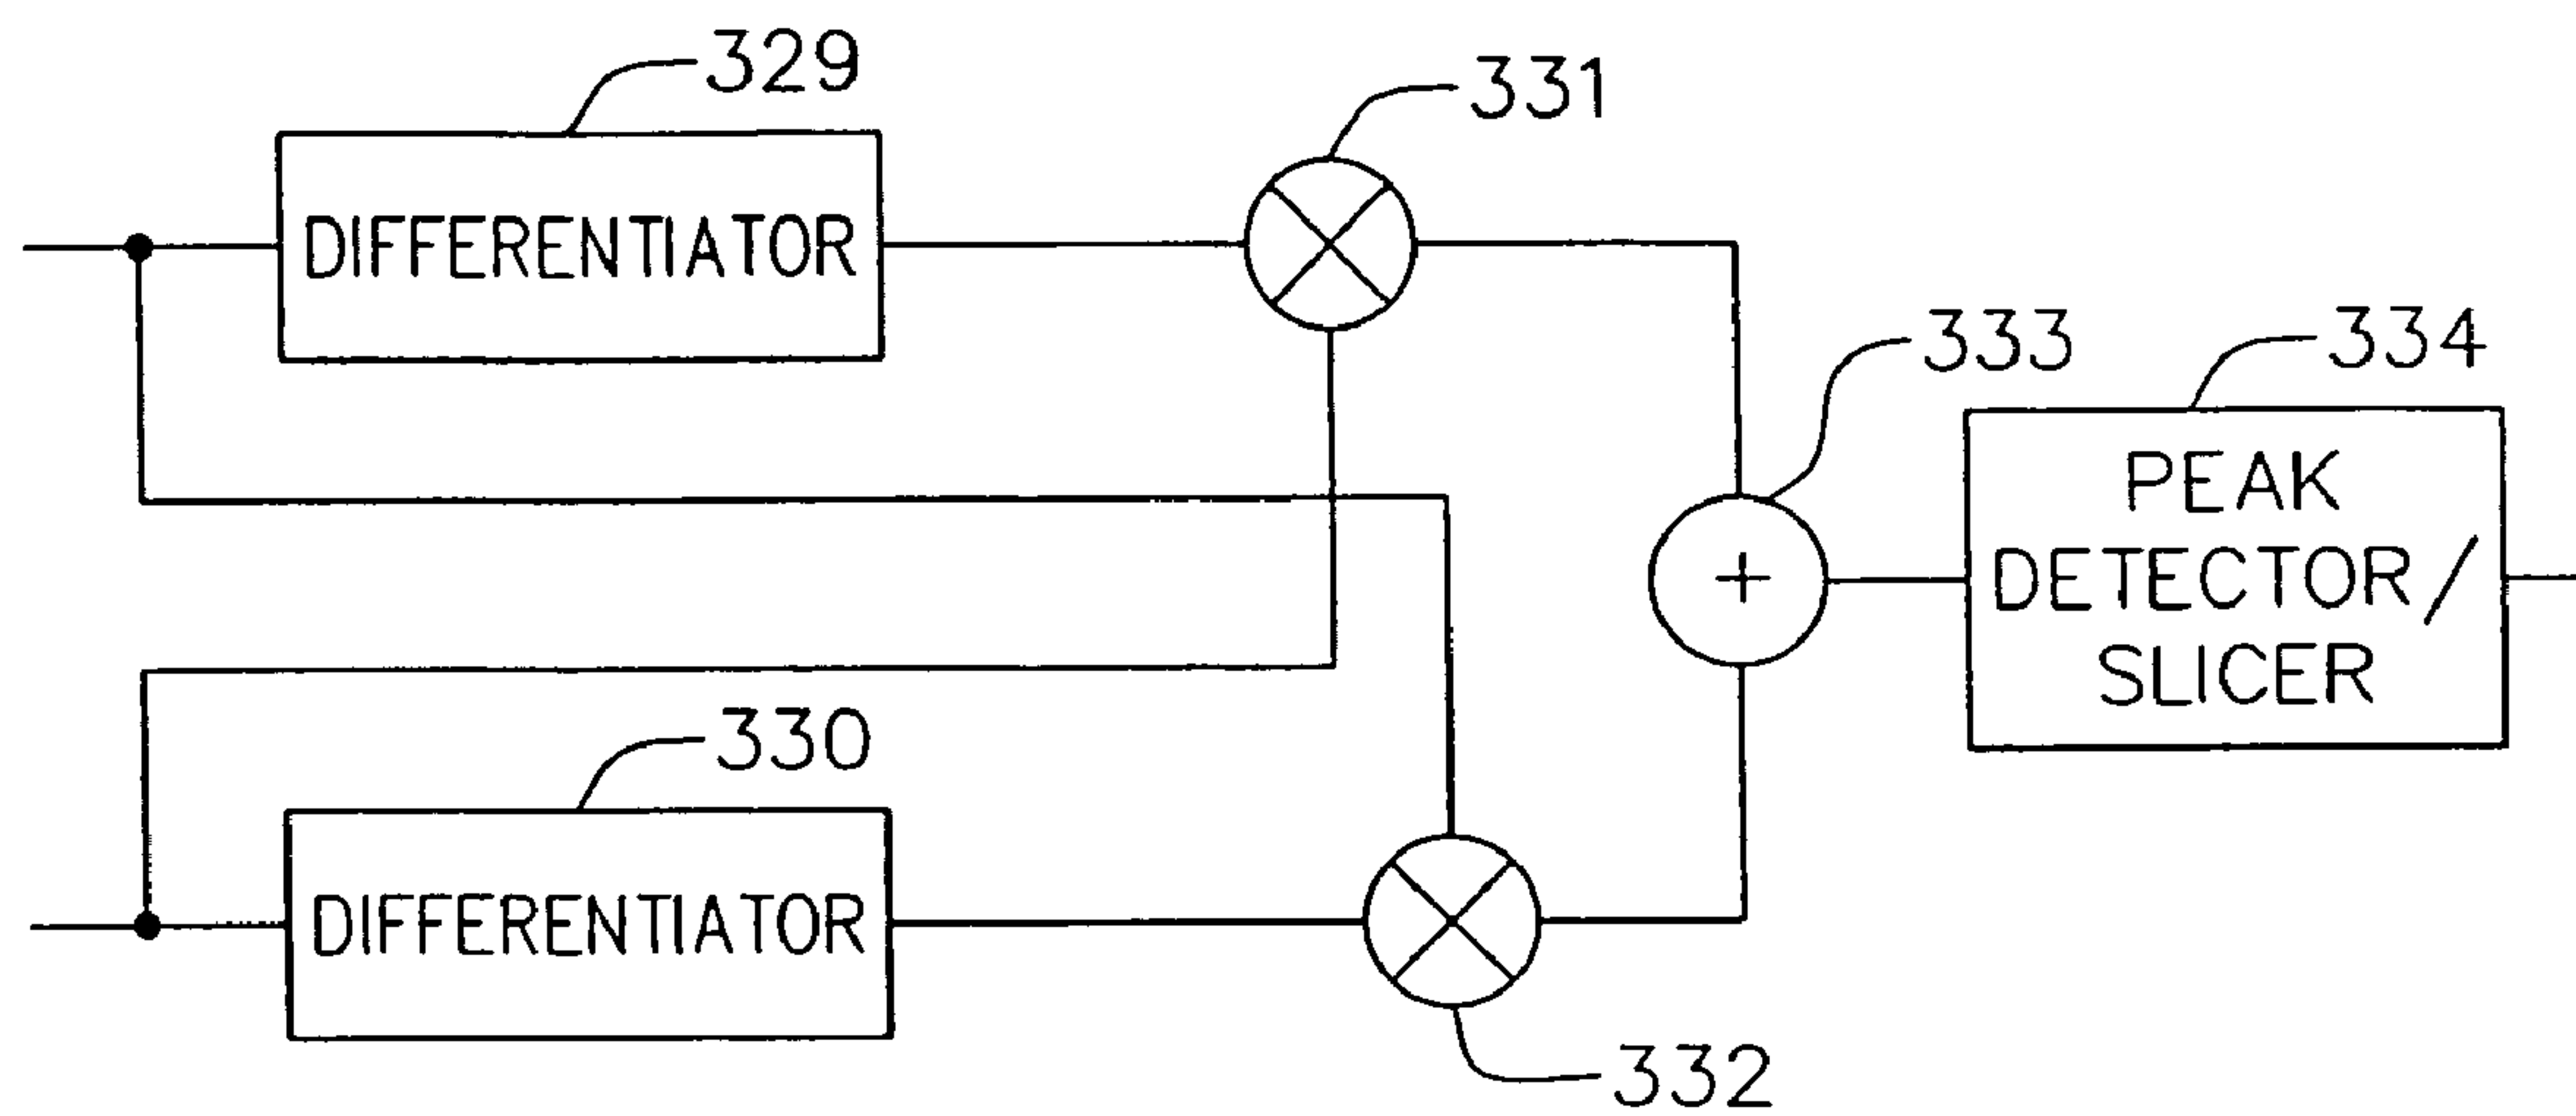 329
331
DIFFERENTIATOR
333
334
PEAK
DETECTOR/
SLICER
+
330
DIFFERENTIATOR
332